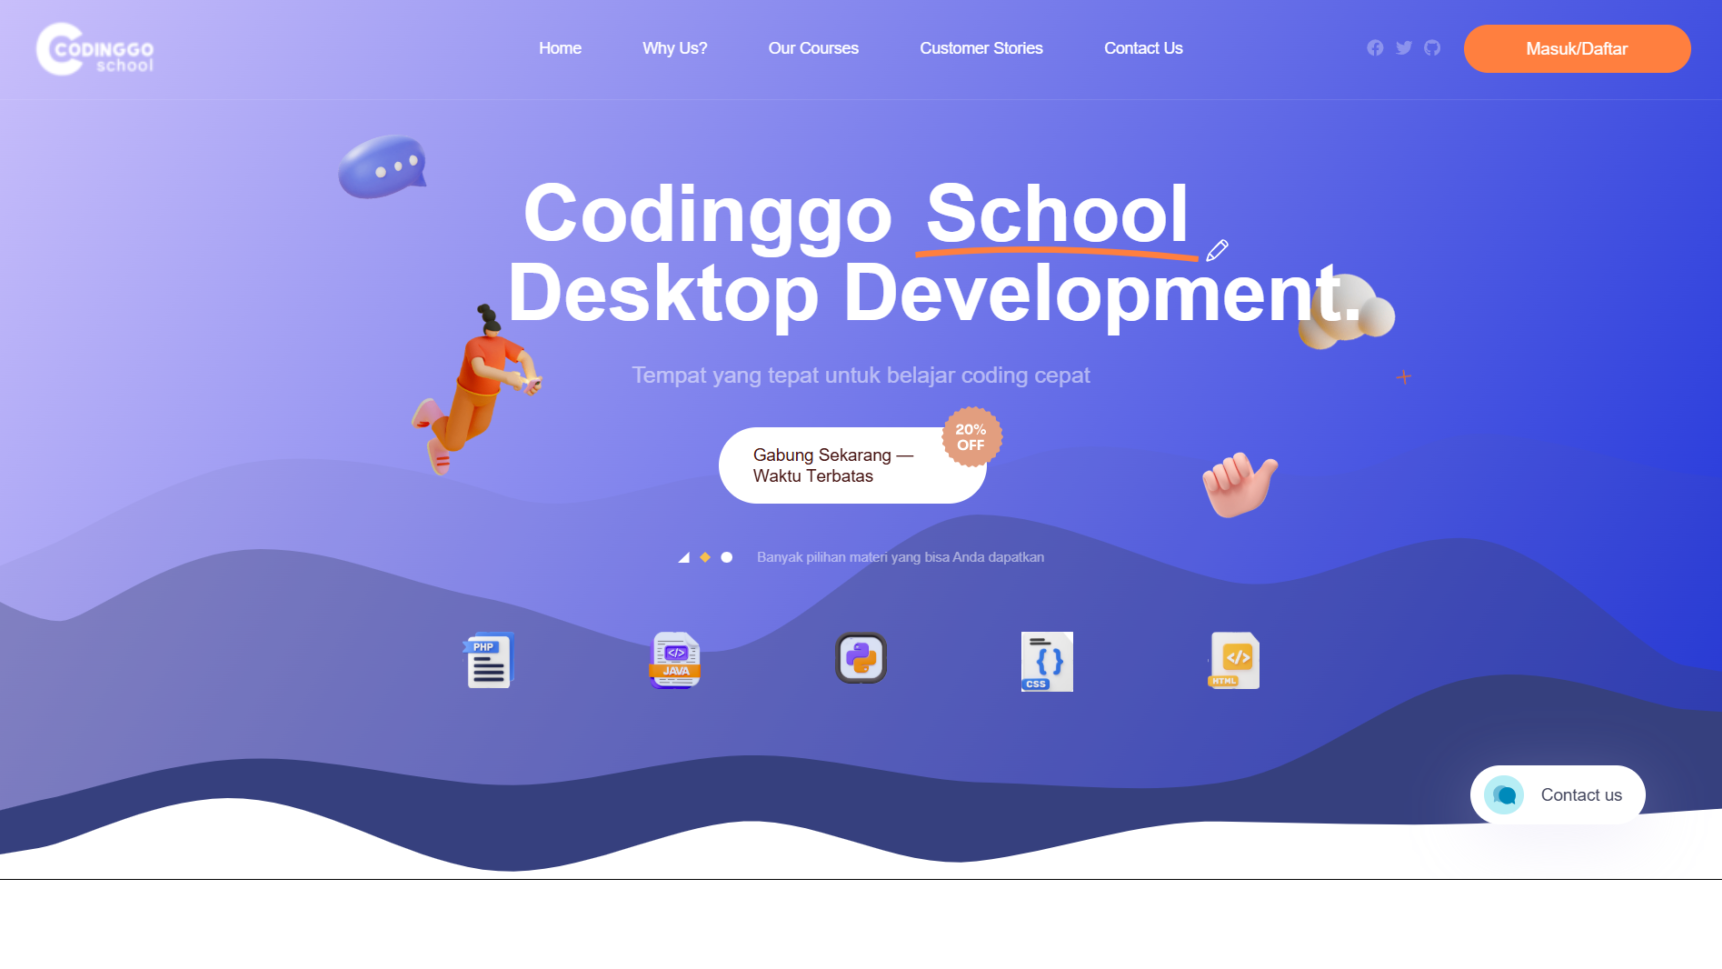 CODINGGO
school
Home
Why Us?
Our Courses
Customer Stories
Contact Us
Masuk/Daftar
Codinggo School
Desktop Development.
Tempat yang tepat untuk belajar coding cepat
20%
OFF
Gabung Sekarang —
Waktu Terbatas
Banyak pilihan materi yang bisa Anda dapatkan
PHP
</>
JAVA
{}
CSS
</>
HTML
Contact us